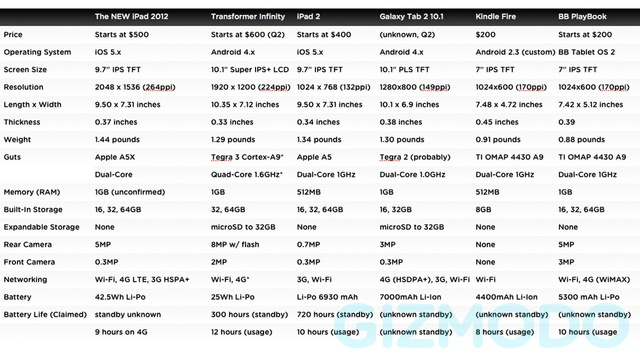 The NEW iPad 2012 Transformer Infinity iPad 2 Galaxy Tab 2 10.1 Kindle Fire BB PlayBook
Price Starts at $500 Starts at $600 (Q2) Starts at $400 (unknown, Q2) $200 Starts at $200
Operating System iOS 5.x Android 4.x iOS 5.x Android 4.x Android 2.3 (custom) BB Tablet OS 2
Screen Size 9.7" IPS TFT 10.1" Super IPS+ LCD 9.7" IPS TFT 10.1" PLS TFT 7" IPS TFT 7" IPS TFT
Resolution 2048 x 1536 (264ppi) 1920 x 1200 (224ppi) 1024 x 768 (132ppi) 1280x800 (149ppi) 1024x600 (170ppi) 1024x600 (170ppi)
Length x Width 9.50 x 7.31 inches 10.35 x 7.12 inches 9.50 x 7.31 inches 10.1 x 6.9 inches 7.48 x 4.72 inches 7.42 x 5.12 inches
Thickness 0.37 inches 0.33 inches 0.34 inches 0.38 inches 0.45 inches 0.39
Weight 1.44 pounds 1.29 pounds 1.34 pounds 1.30 pounds 0.91 pounds 0.88 pounds
Guts Apple A5X Tegra 3 Cortex-A9* Apple A5 Tegra 2 (probably) TI OMAP 4430 A9 TI OMAP 4430 A9
Dual-Core Quad-Core 1.6GHz* Dual-Core 1GHz Dual-Core 1.0GHz Dual-Core 1GHz Dual-Core 1GHz
Memory (RAM) 1GB (unconfirmed) 1GB 512MB 1GB 512MB 1GB
Built-In Storage 16, 32, 64GB 32, 64GB 16, 32, 64GB 16, 32GB 8GB 16, 32, 64GB
Expandable Storage None microSD to 32GB None microSD to 32GB None None
Rear Camera 5MP 8MP w/ flash 0.7MP 3MP None 5MP
Front Camera 0.3MP 2MP 0.3MP 0.3MP None 3MP
Networking Wi-Fi, 4G LTE, 3G HSPA+ Wi-Fi, 4G* 3G, Wi-Fi 4G (HSDPA+), 3G, Wi-Fi Wi-Fi Wi-Fi, 4G (WiMAX)
Battery 42.5Wh Li-Po 25Wh Li-Po Li-Po 6930 mAh 7000mAh Li-Ion 4400mAh Li-Ion 5300 mAh Li-Po
Battery Life (Claimed) standby unknown 300 hours (standby) 720 hours (standby) (unknown standby) (unknown standby) (unknown standby)
9 hours on 4G 12 hours (usage) 10 hours (usage) (unknown standby) 8 hours (usage) 10 hours (usage)
GIZMODO